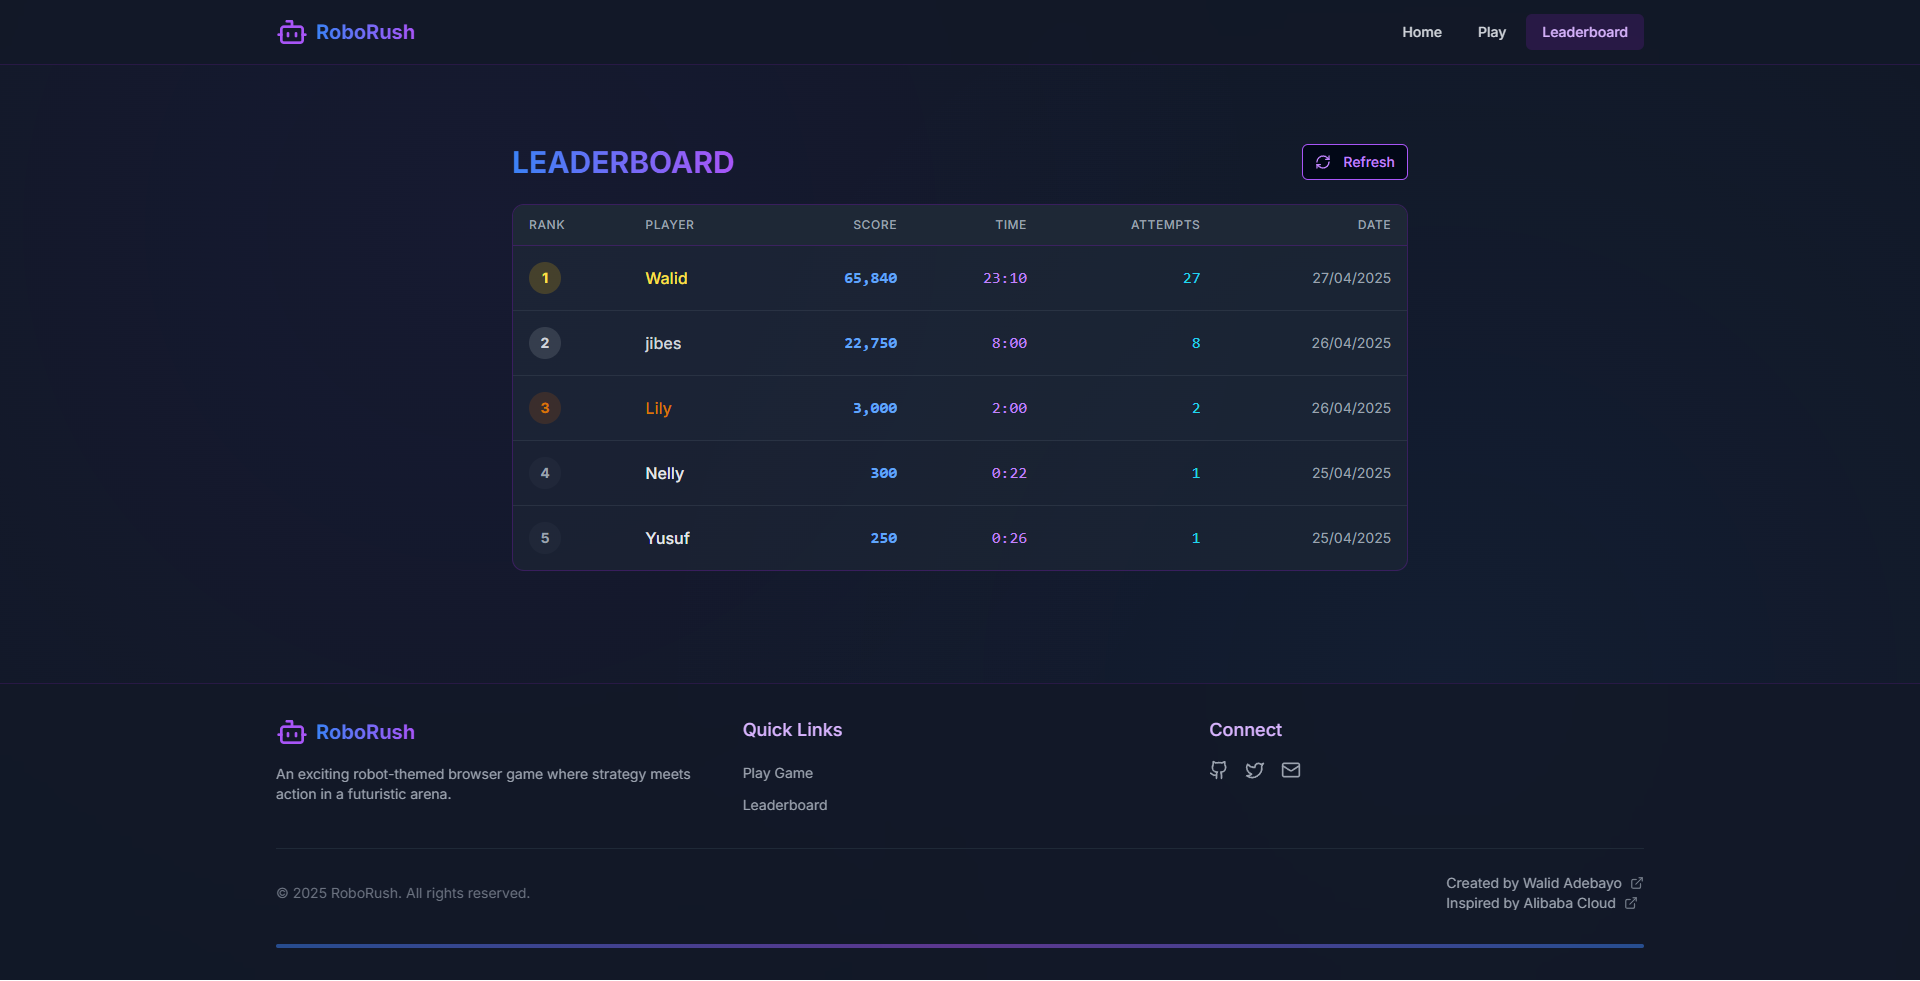 RoboRush
Home Play Leaderboard
LEADERBOARD
Refresh
RANK PLAYER SCORE TIME ATTEMPTS DATE
1 Walid 65,840 23:10 27 27/04/2025
2 jibes 22,750 8:00 8 26/04/2025
3 Lily 3,000 2:00 2 26/04/2025
4 Nelly 300 0:22 1 25/04/2025
5 Yusuf 250 0:26 1 25/04/2025
RoboRush
An exciting robot-themed browser game where strategy meets
action in a futuristic arena.
Quick Links
Play Game
Leaderboard
Connect
© 2025 RoboRush. All rights reserved.
Created by Walid Adebayo
Inspired by Alibaba Cloud